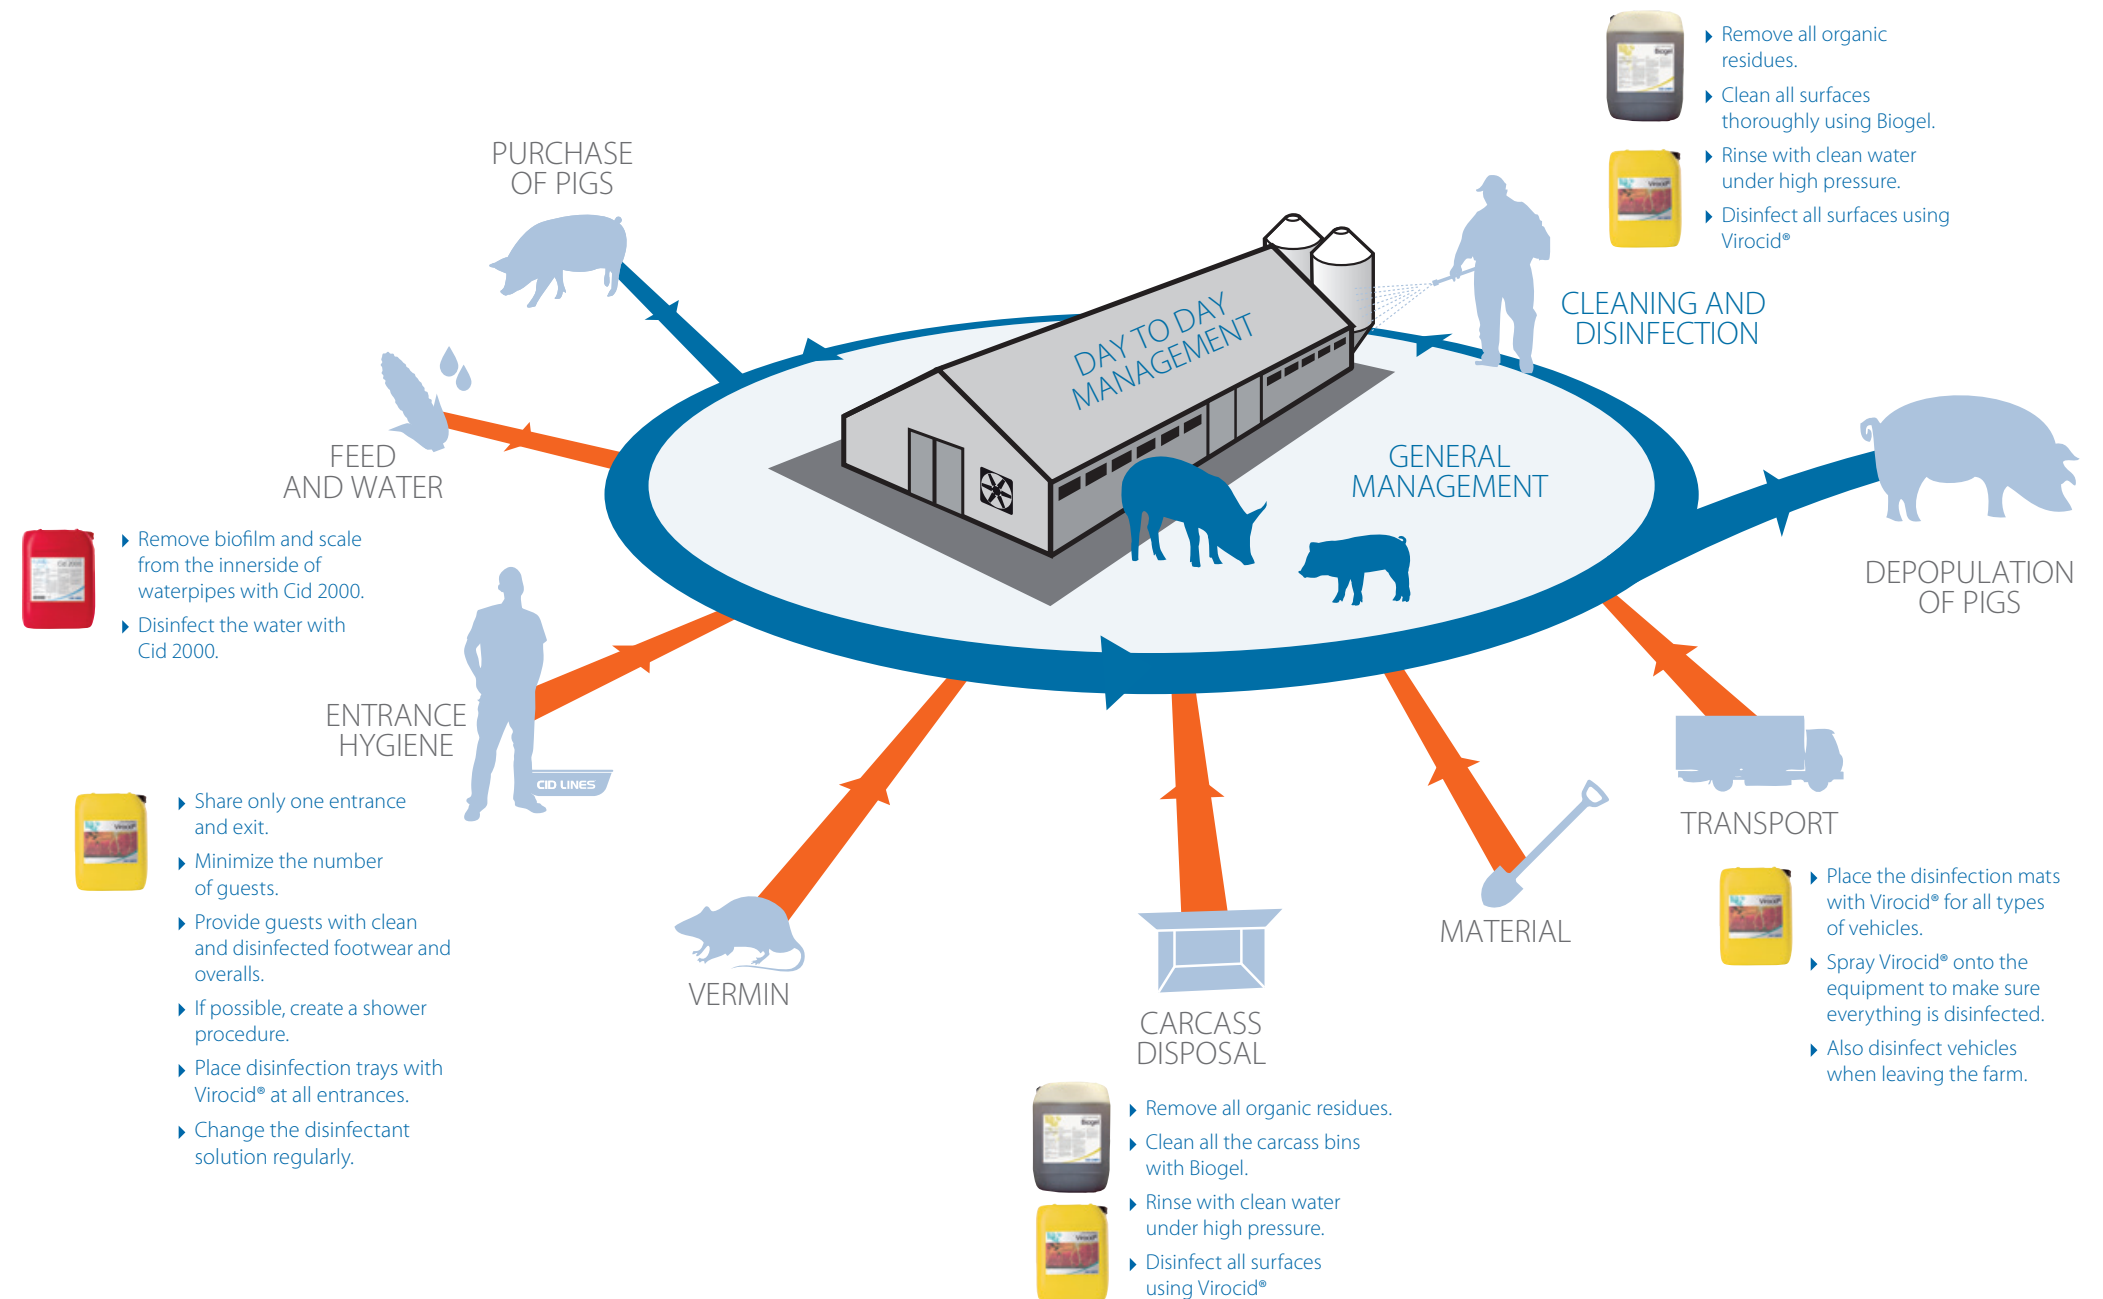 PURCHASE
OF PIGS
Biogel
Virocid®
Remove all organic
residues.
Clean all surfaces
thoroughly using Biogel.
Rinse with clean water
under high pressure.
Disinfect all surfaces using
Virocid®
CLEANING AND
DISINFECTION
DAY TO DAY
MANAGEMENT
GENERAL
MANAGEMENT
DEPOPULATION
OF PIGS
FEED
AND WATER
Cid 2000
Remove biofilm and scale
from the innerside of
waterpipes with Cid 2000.
Disinfect the water with
Cid 2000.
ENTRANCE
HYGIENE
CID LINES
Virocid®
Share only one entrance
and exit.
Minimize the number
of guests.
Provide guests with clean
and disinfected footwear and
overalls.
If possible, create a shower
procedure.
Place disinfection trays with
Virocid® at all entrances.
Change the disinfectant
solution regularly.
VERMIN
CARCASS
DISPOSAL
Biogel
Virocid®
Remove all organic residues.
Clean all the carcass bins
with Biogel.
Rinse with clean water
under high pressure.
Disinfect all surfaces
using Virocid®
MATERIAL
TRANSPORT
Virocid®
Place the disinfection mats
with Virocid® for all types
of vehicles.
Spray Virocid® onto the
equipment to make sure
everything is disinfected.
Also disinfect vehicles
when leaving the farm.